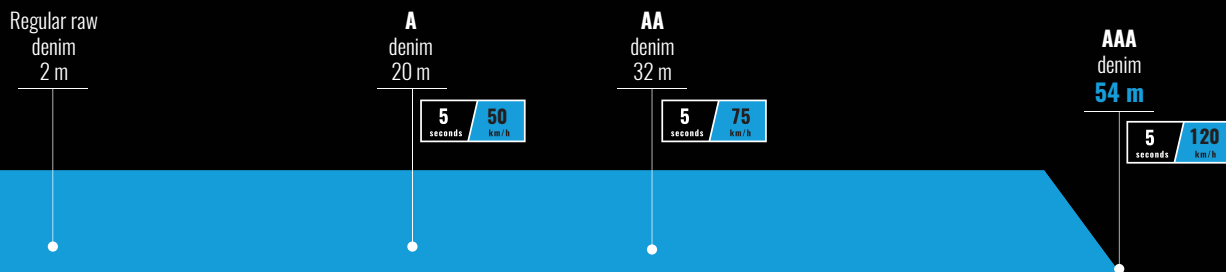 Regular raw
denim
2 m
A
denim
20 m
5
seconds
50
km/h
AA
denim
32 m
5
seconds
75
km/h
AAA
denim
54 m
5
seconds
120
km/h